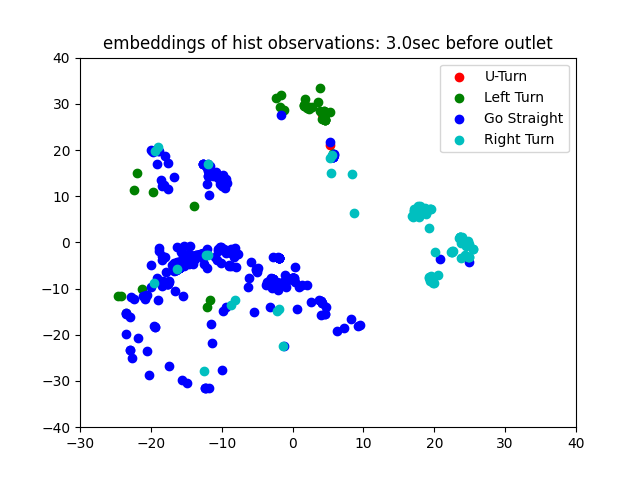 embeddings of hist observations: 3.0sec before outlet
U-Turn
Left Turn
Go Straight
Right Turn
40
30
20
10
0
−10
−20
−30
−40
−30 −20 −10 0 10 20 30 40